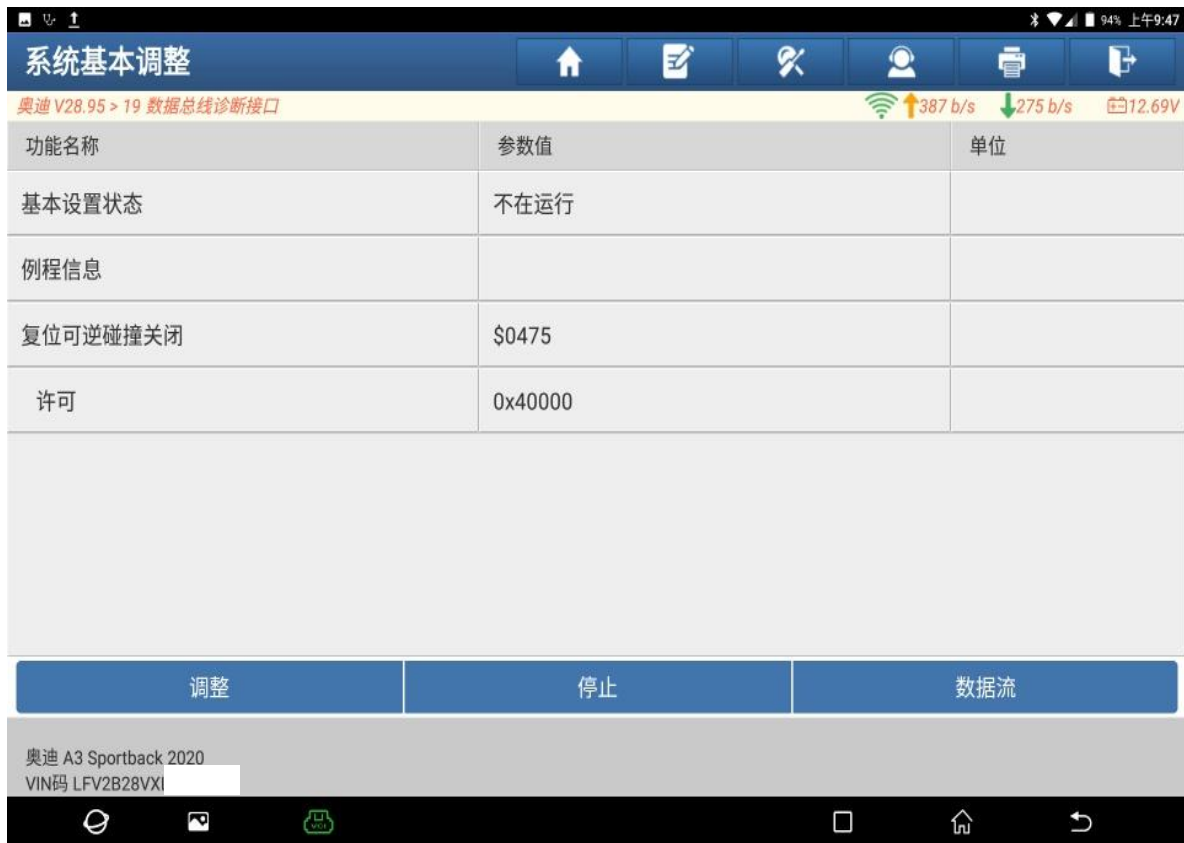 94% 上午9:47
系统基本调整
奥迪 V28.95 > 19 数据总线诊断接口 387 b/s 275 b/s 12.69V
功能名称 参数值 单位
基本设置状态 不在运行
例程信息
复位可逆碰撞关闭 $0475
许可 0x40000
调整 停止 数据流
奥迪 A3 Sportback 2020
VIN码 LFV2B28VX
VCI